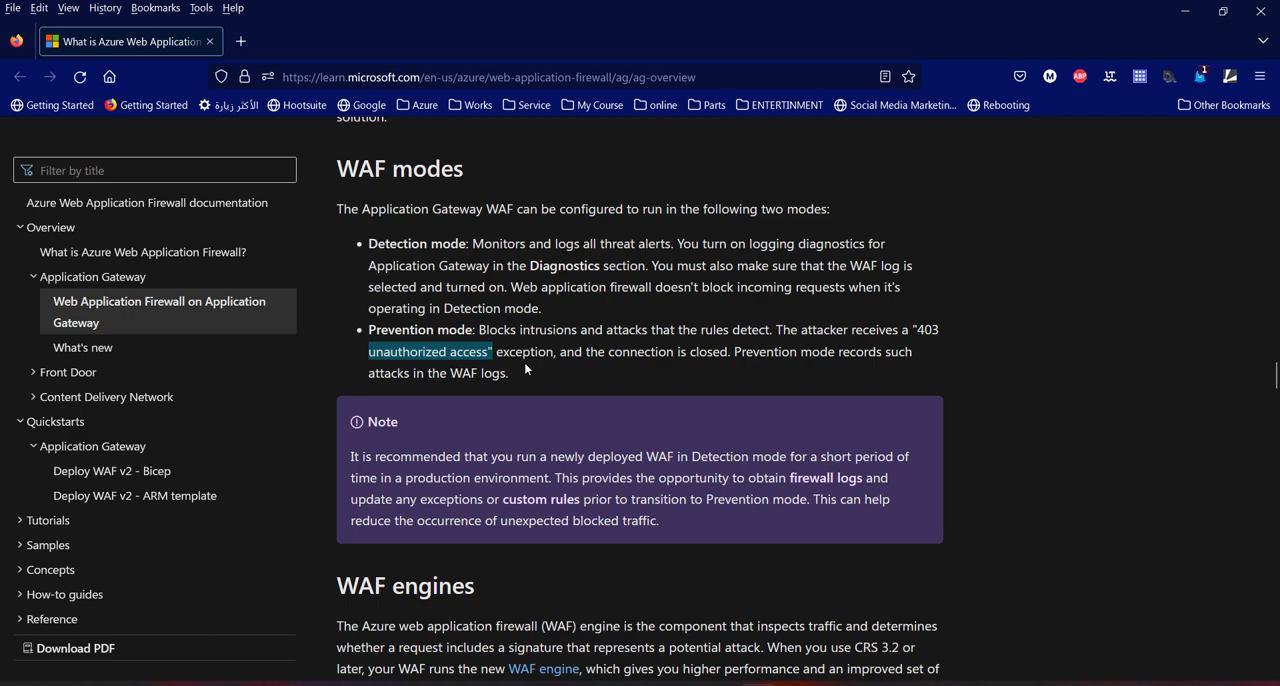 File Edit View History Bookmarks Tools Help
What is Azure Web Application
https://learn.microsoft.com/en-us/azure/web-application-firewall/ag/ag-overview
M ABP 1
Getting Started Getting Started الأكثر زيارة Hootsuite Google Azure Works Service My Course online Parts ENTERTINMENT Social Media Marketin... Rebooting Other Bookmarks
solution.
Filter by title
Azure Web Application Firewall documentation
Overview
What is Azure Web Application Firewall?
Application Gateway
Web Application Firewall on Application
Gateway
What's new
Front Door
Content Delivery Network
Quickstarts
Application Gateway
Deploy WAF v2 - Bicep
Deploy WAF v2 - ARM template
Tutorials
Samples
Concepts
How-to guides
Reference
Download PDF
WAF modes
The Application Gateway WAF can be configured to run in the following two modes:
• Detection mode: Monitors and logs all threat alerts. You turn on logging diagnostics for
Application Gateway in the Diagnostics section. You must also make sure that the WAF log is
selected and turned on. Web application firewall doesn't block incoming requests when it's
operating in Detection mode.
• Prevention mode: Blocks intrusions and attacks that the rules detect. The attacker receives a "403
unauthorized access" exception, and the connection is closed. Prevention mode records such
attacks in the WAF logs.
Note
It is recommended that you run a newly deployed WAF in Detection mode for a short period of
time in a production environment. This provides the opportunity to obtain firewall logs and
update any exceptions or custom rules prior to transition to Prevention mode. This can help
reduce the occurrence of unexpected blocked traffic.
WAF engines
The Azure web application firewall (WAF) engine is the component that inspects traffic and determines
whether a request includes a signature that represents a potential attack. When you use CRS 3.2 or
later, your WAF runs the new WAF engine, which gives you higher performance and an improved set of